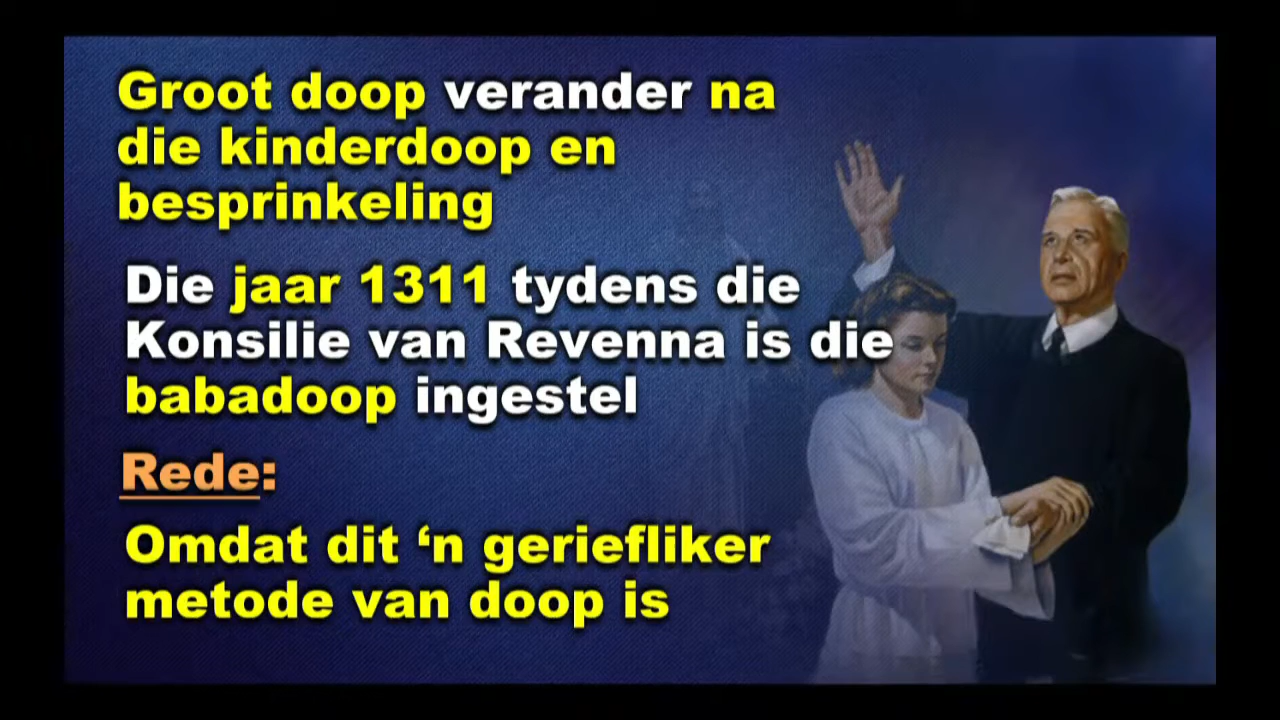 Groot doop verander na
die kinderdoop en
besprinkeling
Die jaar 1311 tydens die
Konsilie van Revenna is die
babadoop ingestel
Rede:
Omdat dit ‘n geriefliker
metode van doop is